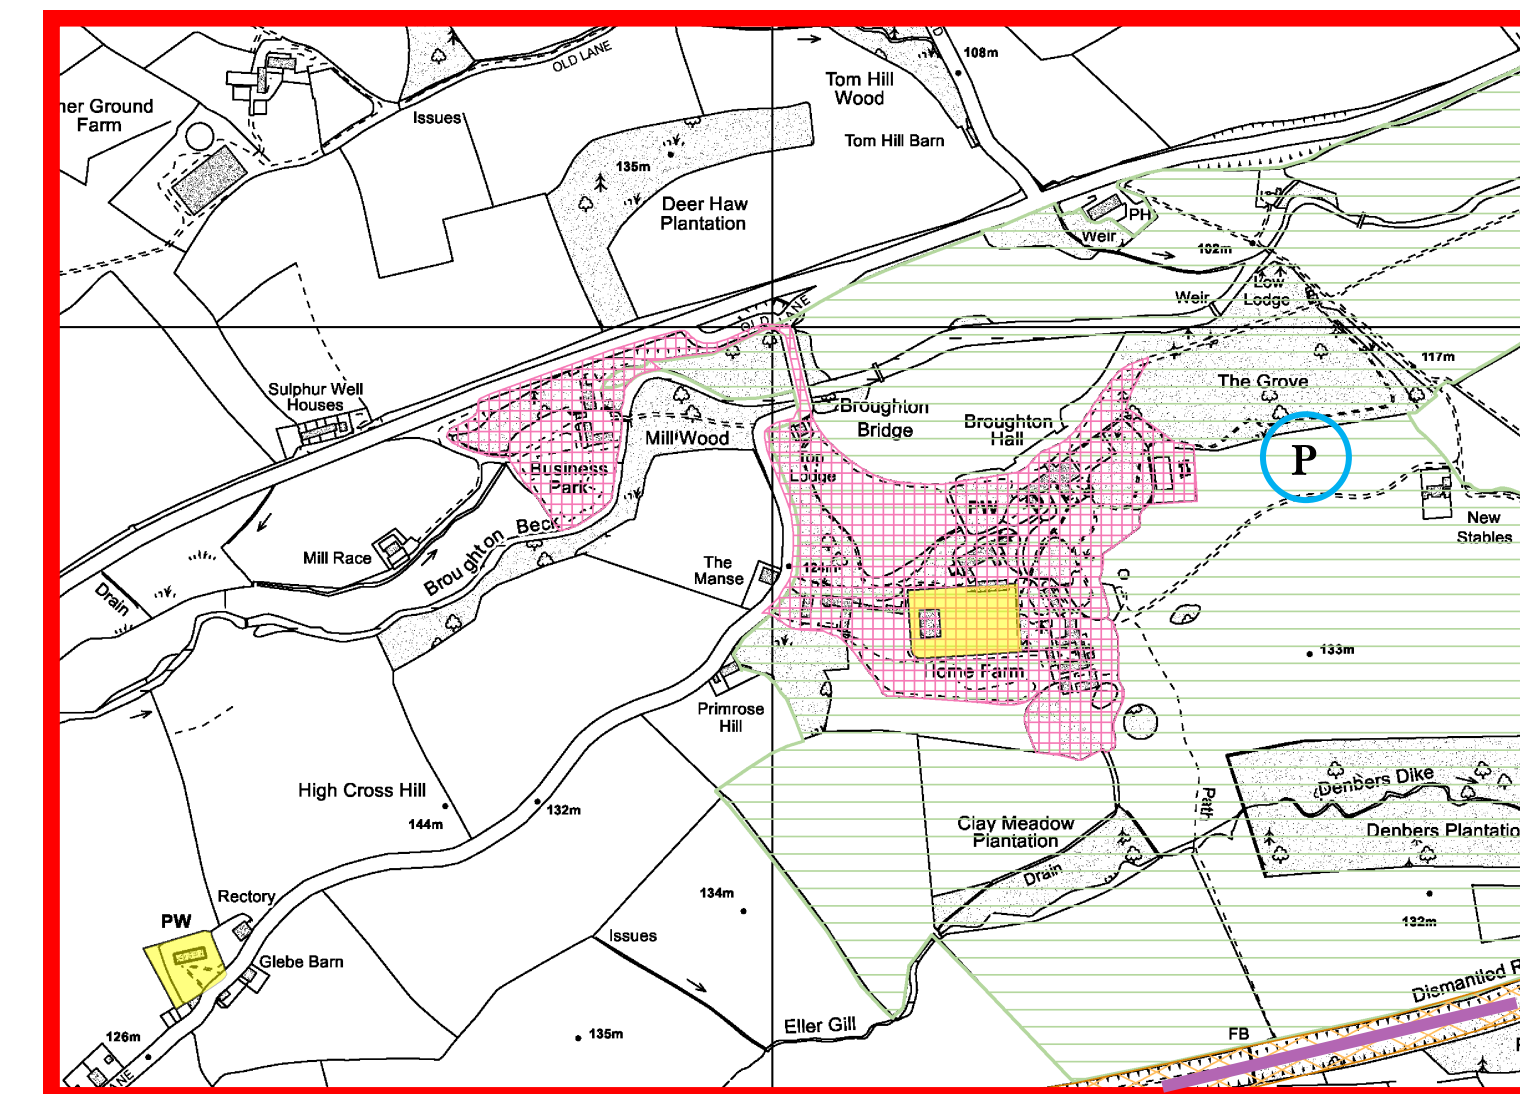 OLD LANE
108m
Tom Hill
Wood
ner Ground
Farm
Issues
Tom Hill Barn
135m
Deer Haw
Plantation
PH
Weir
102m
Low
Lodge
Weir
OLD LANE
117m
The Grove
Sulphur Well
Houses
Broughton
Bridge
Broughton
Hall
Mill Wood
P
Top
Lodge
Business
Park
PW
New
Stables
Broughton Beck
Mill Race
The
Manse
124m
Drain
133m
Home Farm
Primrose
Hill
High Cross Hill
144m
132m
Denbers Dike
Path
Clay Meadow
Plantation
Denbers Plantatio
Drain
Rectory
134m
132m
PW
Issues
Glebe Barn
Dismantled R
Eller Gill
FB
126m
135m
ANE